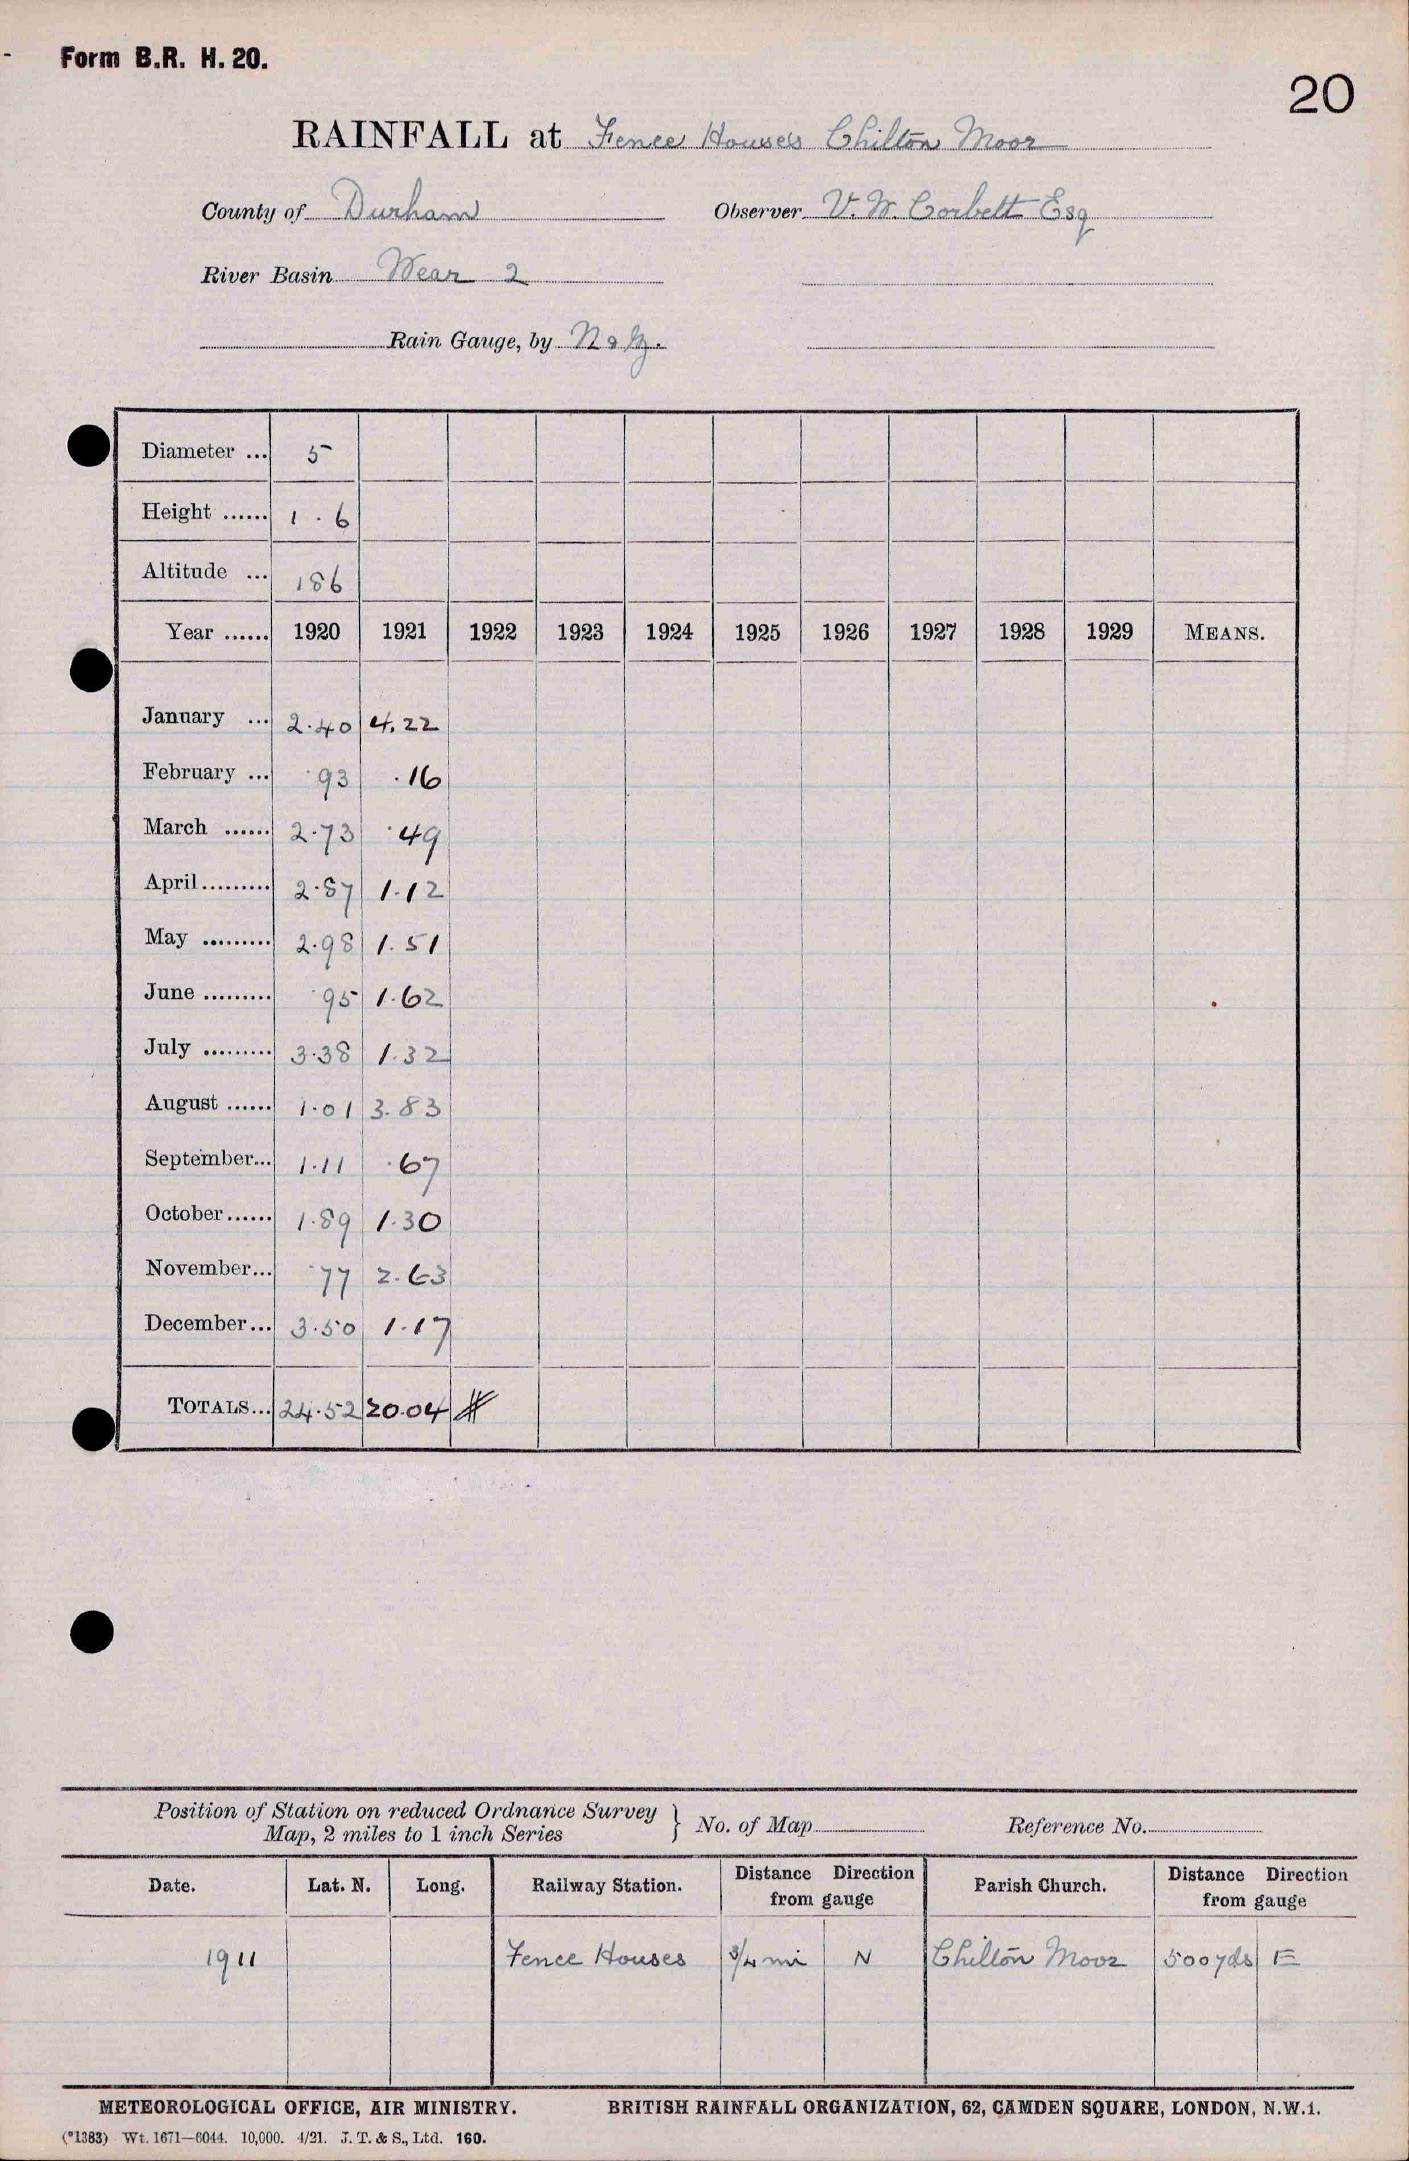 Form B.R. H. 20.
20
RAINFALL at Fence Houses Chilton Moor
County of Durham Observer V. W. Corbett Esq
River Basin Wear 2
Rain Gauge, by N & Z.
Diameter ... 5
Height ...... 1 . 6
Altitude ... 186
Year ...... 1920 1921 1922 1923 1924 1925 1926 1927 1928 1929 MEANS.
January ... 2.40 4.22
February ... .93 .16
March ...... 2.73 .49
April ......... 2.87 1.12
May ......... 2.98 1.51
June ......... .95 1.62
July ......... 3.38 1.32
August ...... 1.01 3.83
September... 1.11 .67
October ...... 1.89 1.30
November... .77 2.63
December... 3.50 1.17
TOTALS... 24.52 20.04
Position of Station on reduced Ordnance Survey } No. of Map Reference No.
Map, 2 miles to 1 inch Series
Date. Lat. N. Long. Railway Station. Distance Direction Parish Church. Distance Direction
from gauge from gauge
1911 Fence Houses 3/4 mi N Chilton Moor 500 yds E
METEOROLOGICAL OFFICE, AIR MINISTRY. BRITISH RAINFALL ORGANIZATION, 62, CAMDEN SQUARE, LONDON, N.W.1.
(*1383) Wt. 1671—6044. 10,000. 4/21. J. T. & S., Ltd. 160.